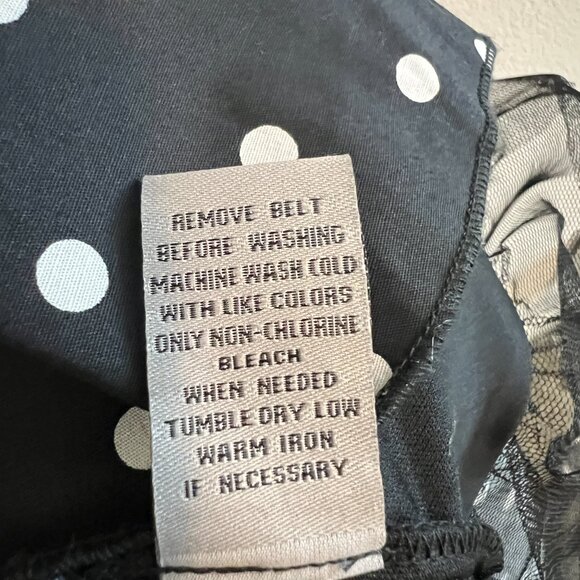 REMOVE BELT
BEFORE WASHING
MACHINE WASH COLD
WITH LIKE COLORS
ONLY NON-CHLORINE
BLEACH
WHEN NEEDED
TUMBLE DRY LOW
WARM IRON
IF NECESSARY